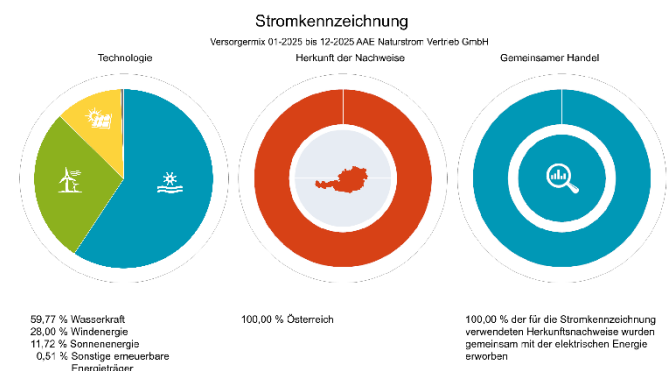 Stromkennzeichnung
Versorgermix 01-2025 bis 12-2025 AAE Naturstrom Vertrieb GmbH
Technologie
Herkunft der Nachweise
Gemeinsamer Handel
59,77 % Wasserkraft
28,00 % Windenergie
11,72 % Sonnenenergie
0,51 % Sonstige erneuerbare
Energieträger
100,00 % Österreich
100,00 % der für die Stromkennzeichnung
verwendeten Herkunftsnachweise wurden
gemeinsam mit der elektrischen Energie
erworben